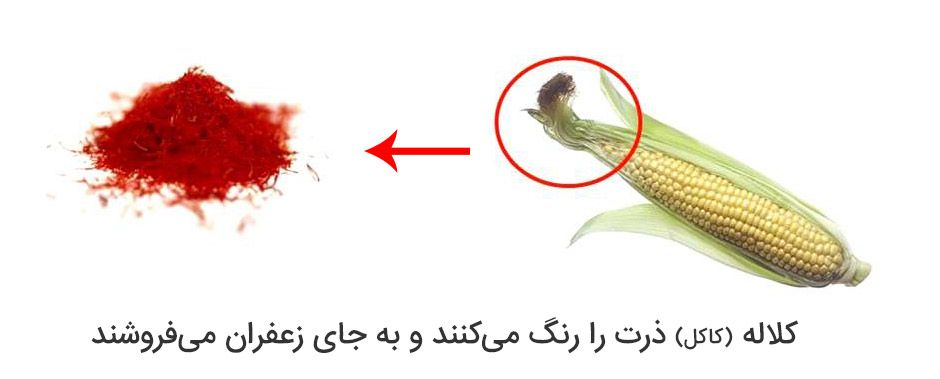 کلاله (کاکل) ذرت را رنگ می‌کنند و به جای زعفران می‌فروشند